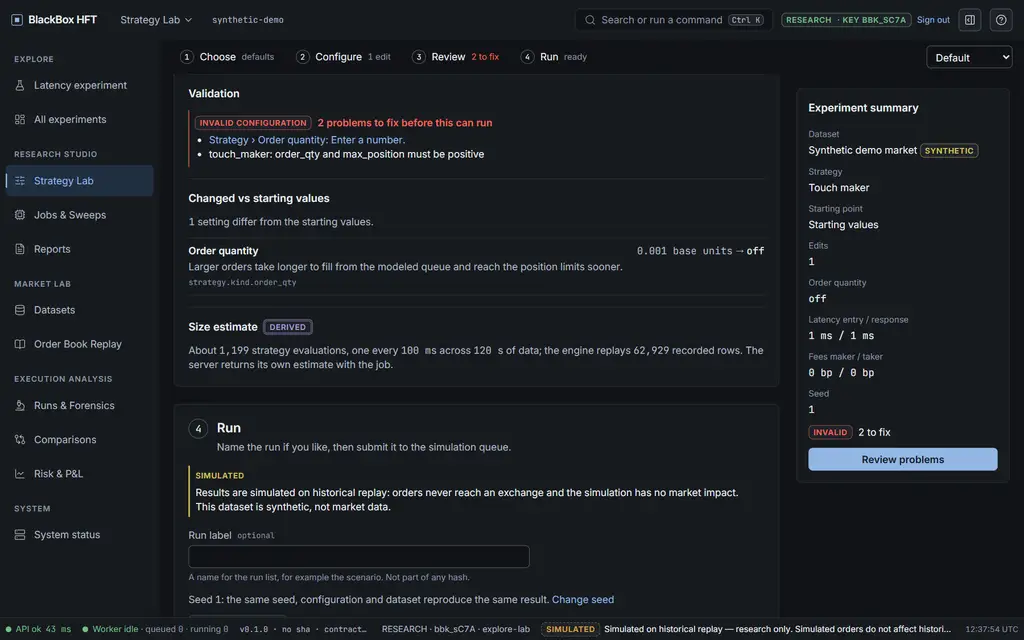 BlackBox HFT
Strategy Lab
synthetic-demo
Search or run a command Ctrl K
RESEARCH · KEY BBK_SC7A
Sign out
EXPLORE
Latency experiment
All experiments
RESEARCH STUDIO
Strategy Lab
Jobs & Sweeps
Reports
MARKET LAB
Datasets
Order Book Replay
EXECUTION ANALYSIS
Runs & Forensics
Comparisons
Risk & P&L
SYSTEM
System status
1 Choose defaults
2 Configure 1 edit
3 Review 2 to fix
4 Run ready
Default
Validation
INVALID CONFIGURATION 2 problems to fix before this can run
• Strategy › Order quantity: Enter a number.
• touch_maker: order_qty and max_position must be positive
Changed vs starting values
1 setting differ from the starting values.
Order quantity 0.001 base units → off
Larger orders take longer to fill from the modeled queue and reach the position limits sooner.
strategy.kind.order_qty
Size estimate DERIVED
About 1,199 strategy evaluations, one every 100 ms across 120 s of data; the engine replays 62,929 recorded rows. The
server returns its own estimate with the job.
4 Run
Name the run if you like, then submit it to the simulation queue.
SIMULATED
Results are simulated on historical replay: orders never reach an exchange and the simulation has no market impact.
This dataset is synthetic, not market data.
Run label optional
A name for the run list, for example the scenario. Not part of any hash.
Seed 1: the same seed, configuration and dataset reproduce the same result. Change seed
Experiment summary
Dataset
Synthetic demo market SYNTHETIC
Strategy
Touch maker
Starting point
Starting values
Edits
1
Order quantity
off
Latency entry / response
1 ms / 1 ms
Fees maker / taker
0 bp / 0 bp
Seed
1
INVALID 2 to fix
Review problems
API ok 43 ms
Worker idle · queued 0 · running 0
v0.1.0 · no sha · contract…
RESEARCH · bbk_sC7A · explore-lab
SIMULATED Simulated on historical replay — research only. Simulated orders do not affect histori…
12:37:54 UTC